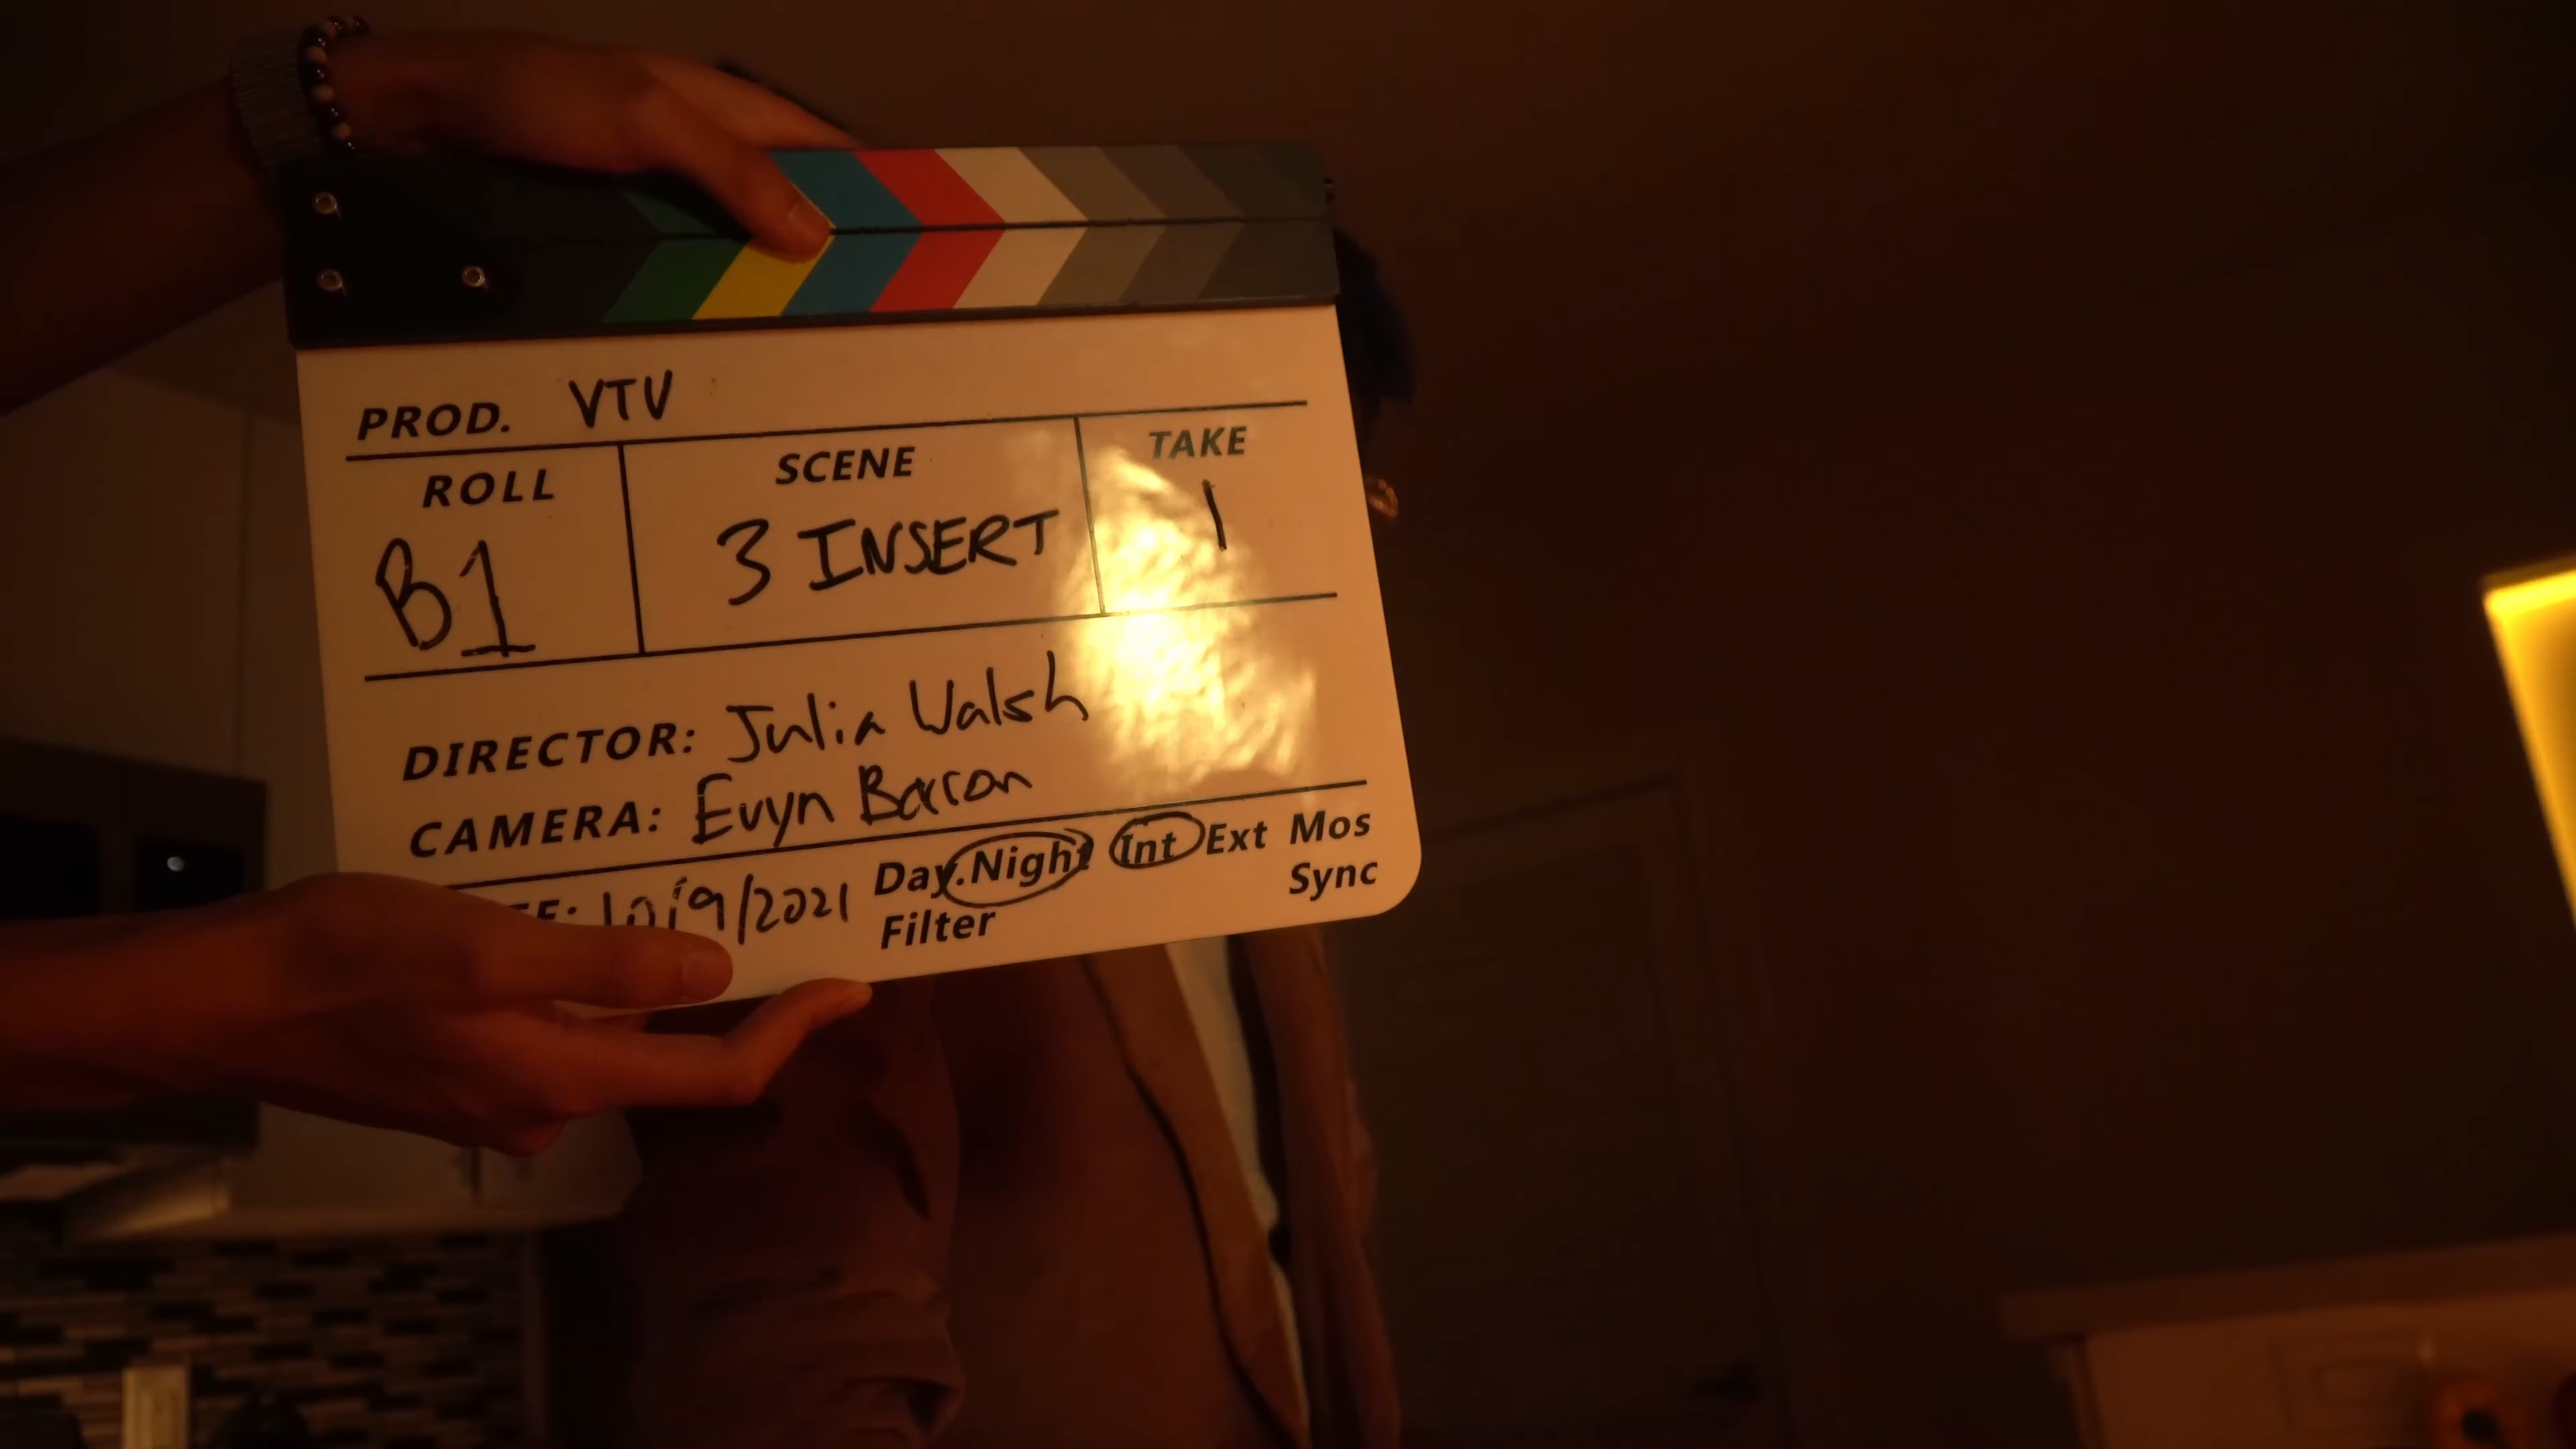 PROD. VTV
ROLL SCENE TAKE
B1 3 INSERT 1
DIRECTOR: Julia Walsh
CAMERA: Evyn Barron
10/9/2021 Day.Night Int Ext Mos
Filter Sync